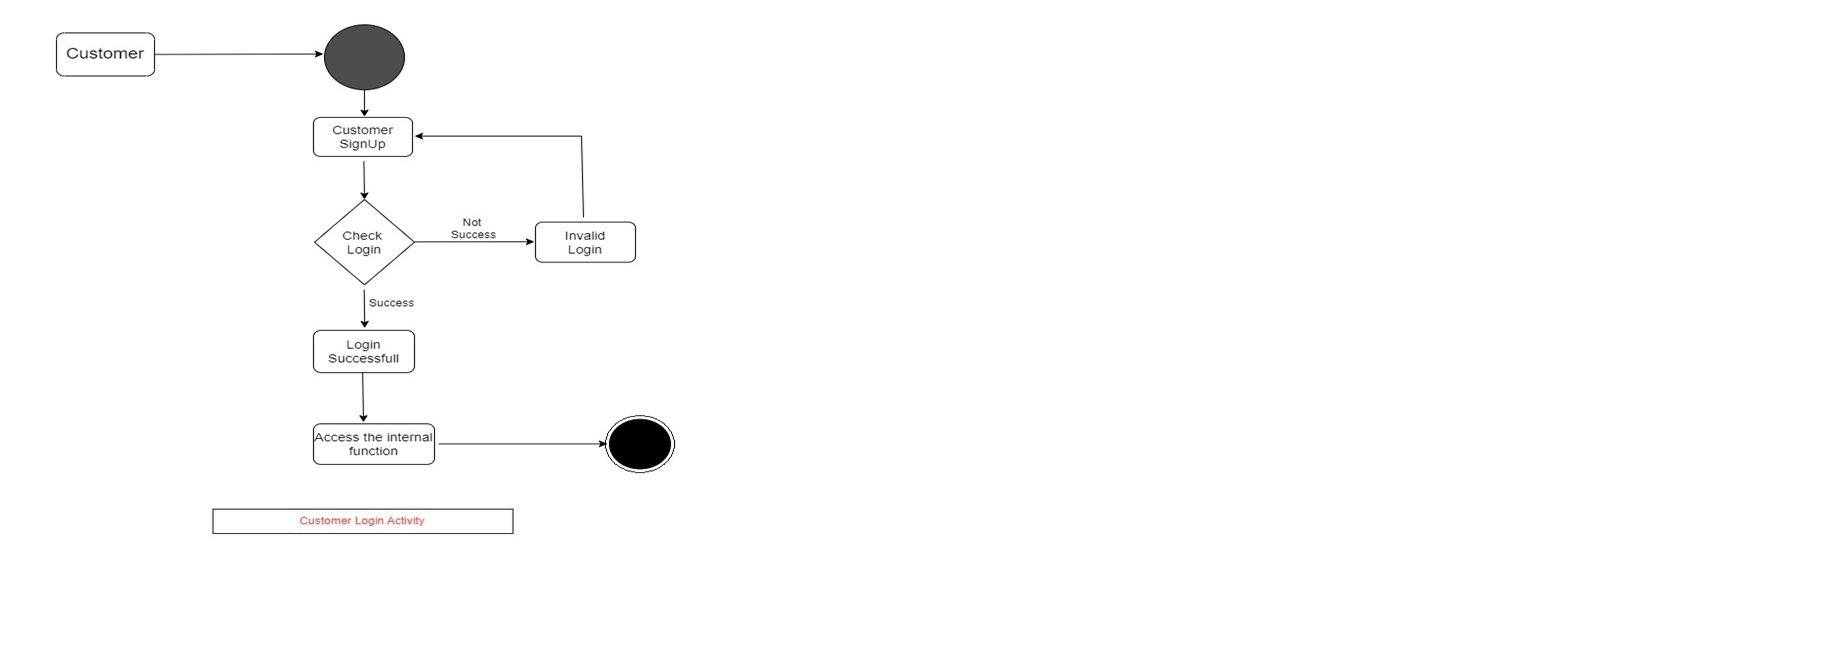 Customer
Customer
SignUp
Check
Login
Not
Success
Invalid
Login
Success
Login
Successfull
Access the internal
function
Customer Login Activity